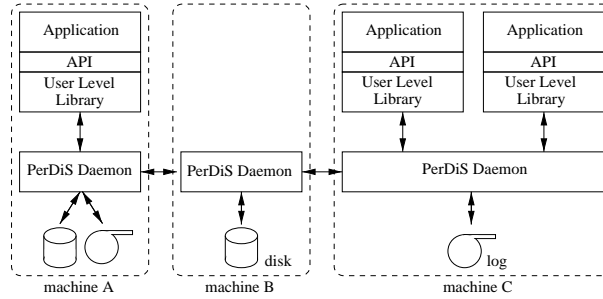 Application
API
User Level
Library
PerDiS Daemon
machine A
PerDiS Daemon
disk
machine B
Application
API
User Level
Library
Application
API
User Level
Library
PerDiS Daemon
log
machine C